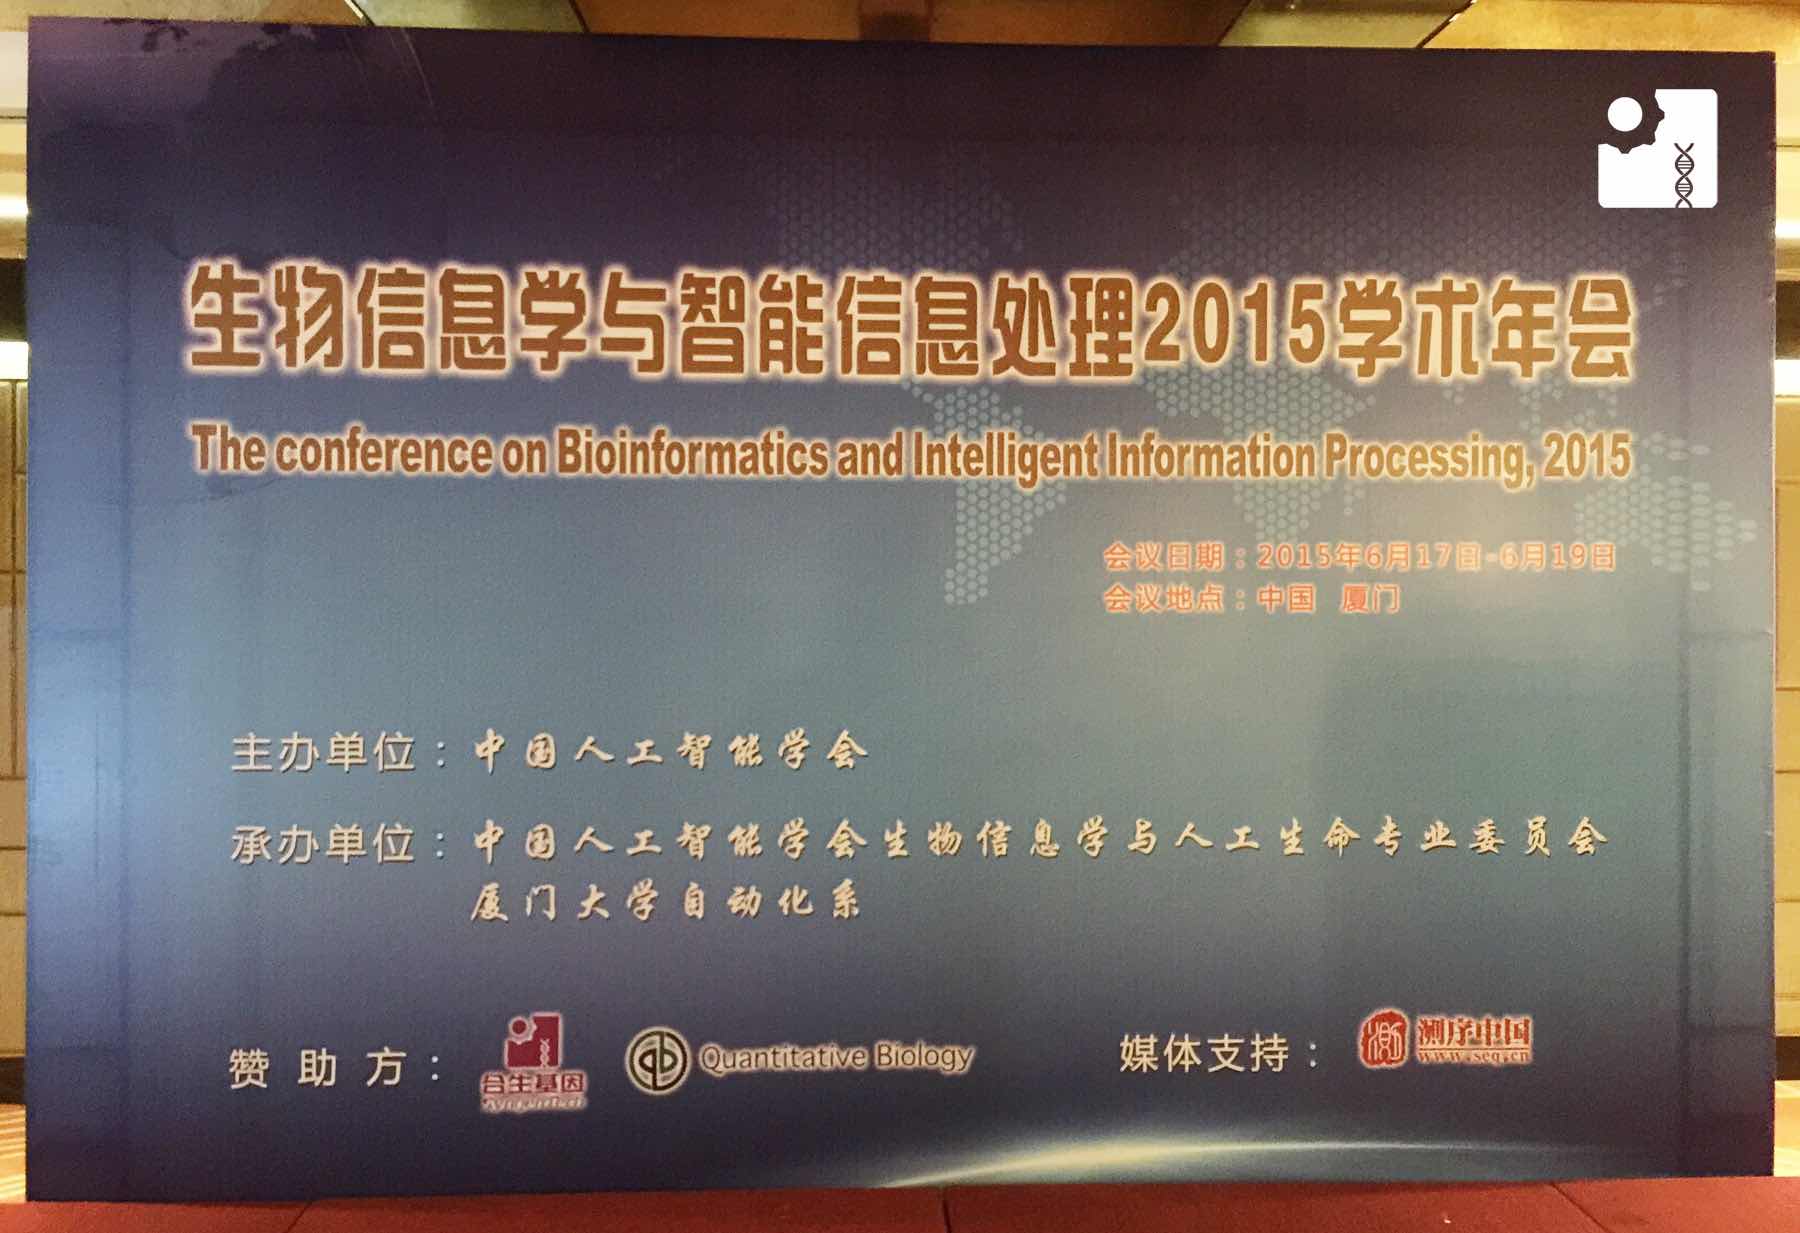 生物信息学与智能信息处理2015学术年会
The conference on Bioinformatics and Intelligent Information Processing, 2015
会议日期：2015年6月17日-6月19日
会议地点：中国 厦门
主办单位：中国人工智能学会
承办单位：中国人工智能学会生物信息学与人工生命专业委员会
厦门大学自动化系
赞助方：
合生基因
Quantitative Biology
媒体支持：
测
测序中国
www.seq.cn